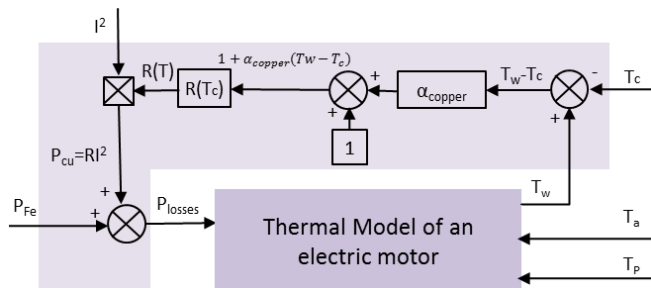 I²
1 + α_copper(Tw − T_c)
R(T)
R(T_c)
+
α_copper
T_w-T_c
-
T_c
+
+
1
P_cu=RI²
+
T_w
P_Fe
+
P_losses
Thermal Model of an
electric motor
T_a
T_P